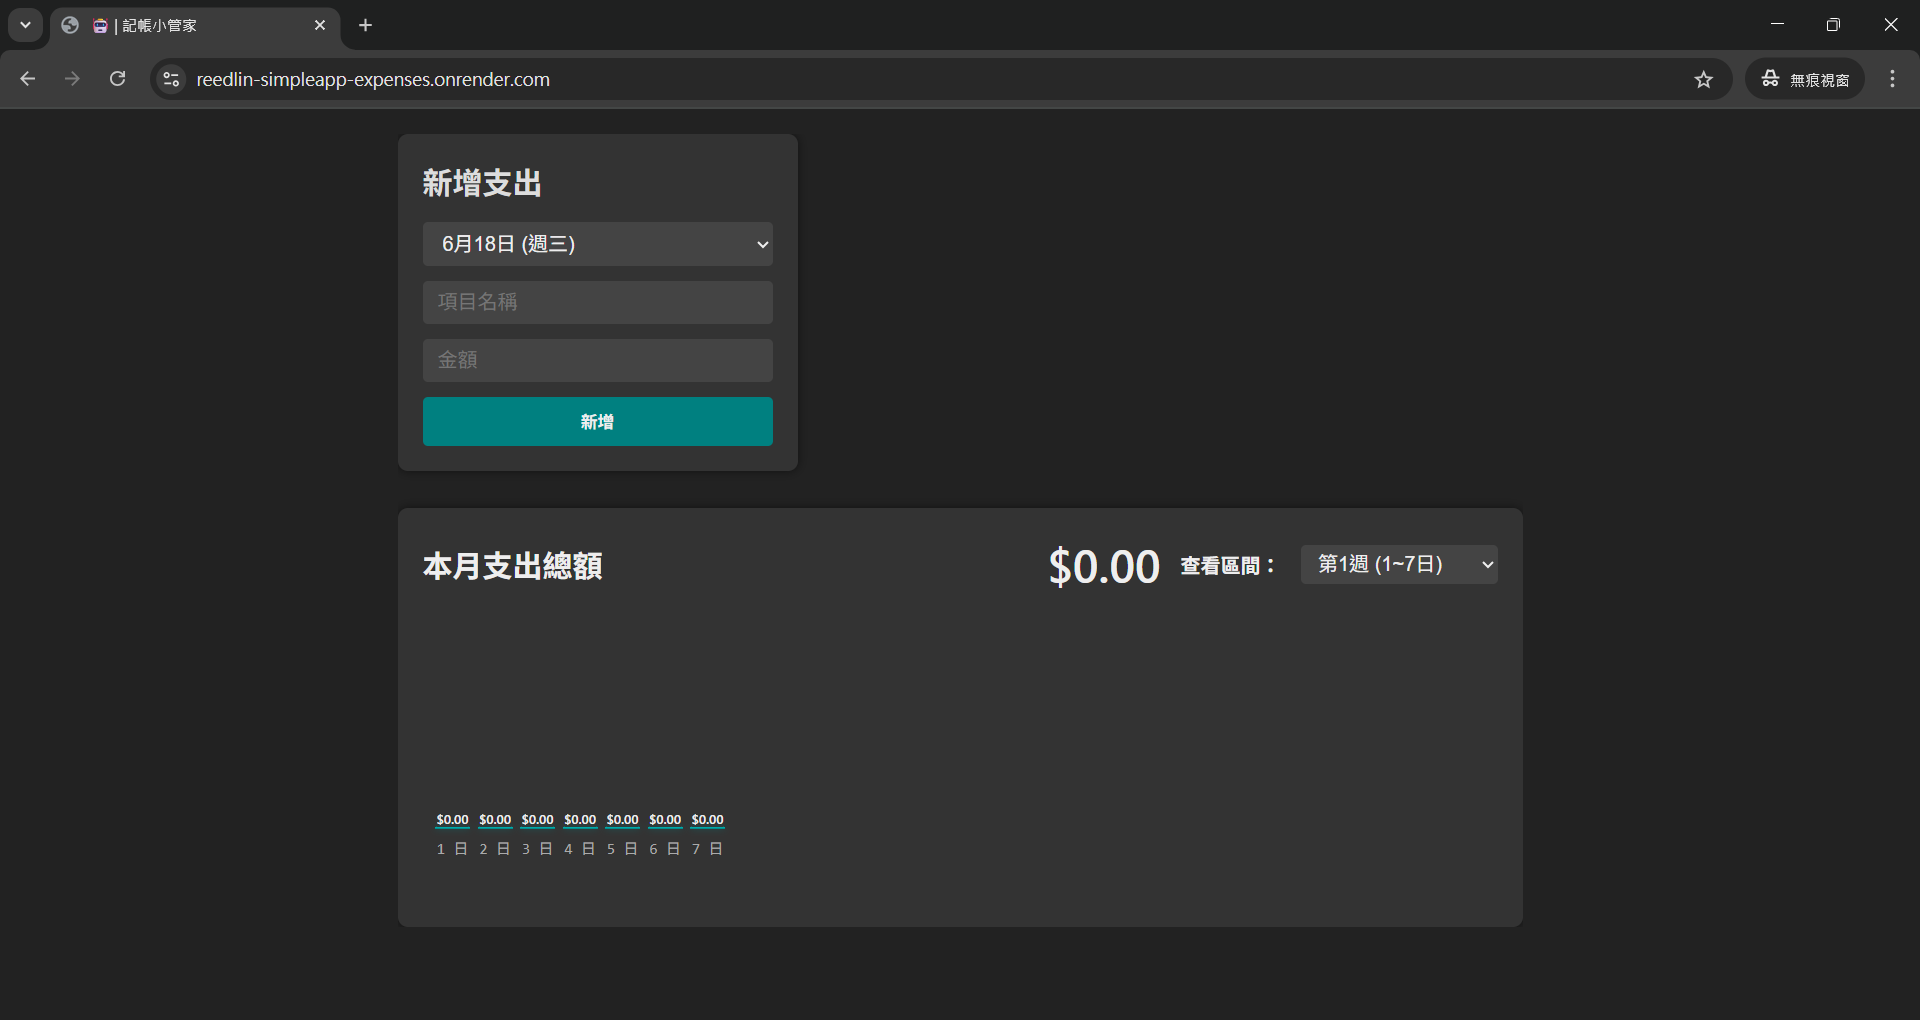 | 記帳小管家
reedlin-simpleapp-expenses.onrender.com
無痕視窗
新增支出
6月18日 (週三)
項目名稱
金額
新增
本月支出總額
$0.00
查看區間：
第1週 (1~7日)
$0.00 $0.00 $0.00 $0.00 $0.00 $0.00 $0.00
1 日 2 日 3 日 4 日 5 日 6 日 7 日